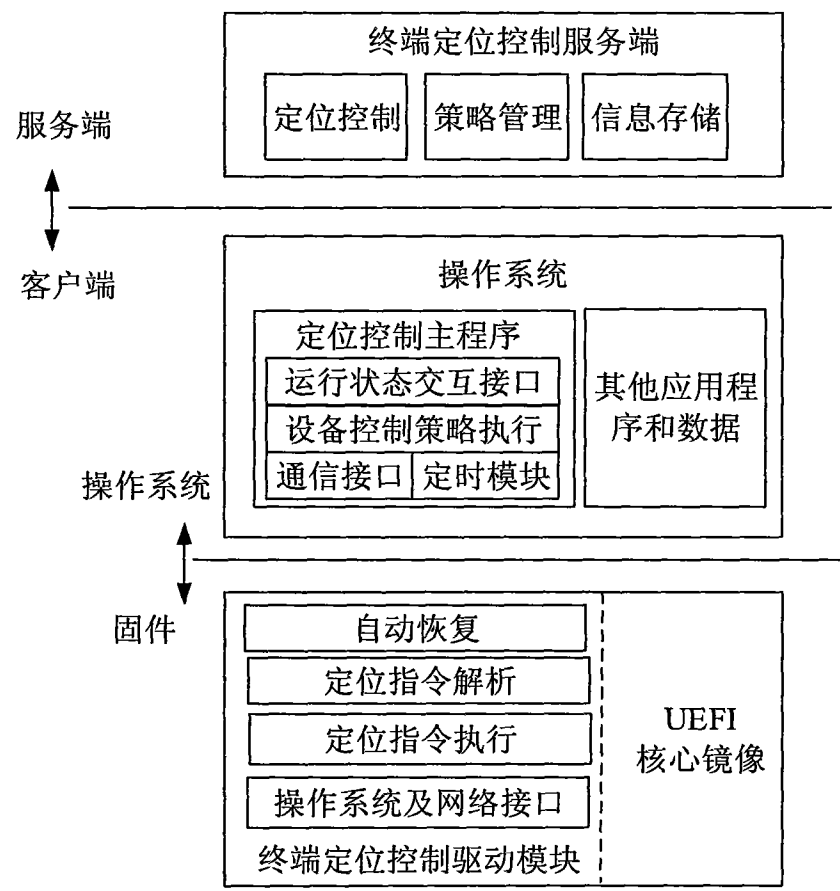 终端定位控制服务端
定位控制
策略管理
信息存储
服务端
客户端
操作系统
定位控制主程序
运行状态交互接口
设备控制策略执行
通信接口
定时模块
其他应用程
序和数据
操作系统
固件
自动恢复
定位指令解析
定位指令执行
操作系统及网络接口
终端定位控制驱动模块
UEFI
核心镜像